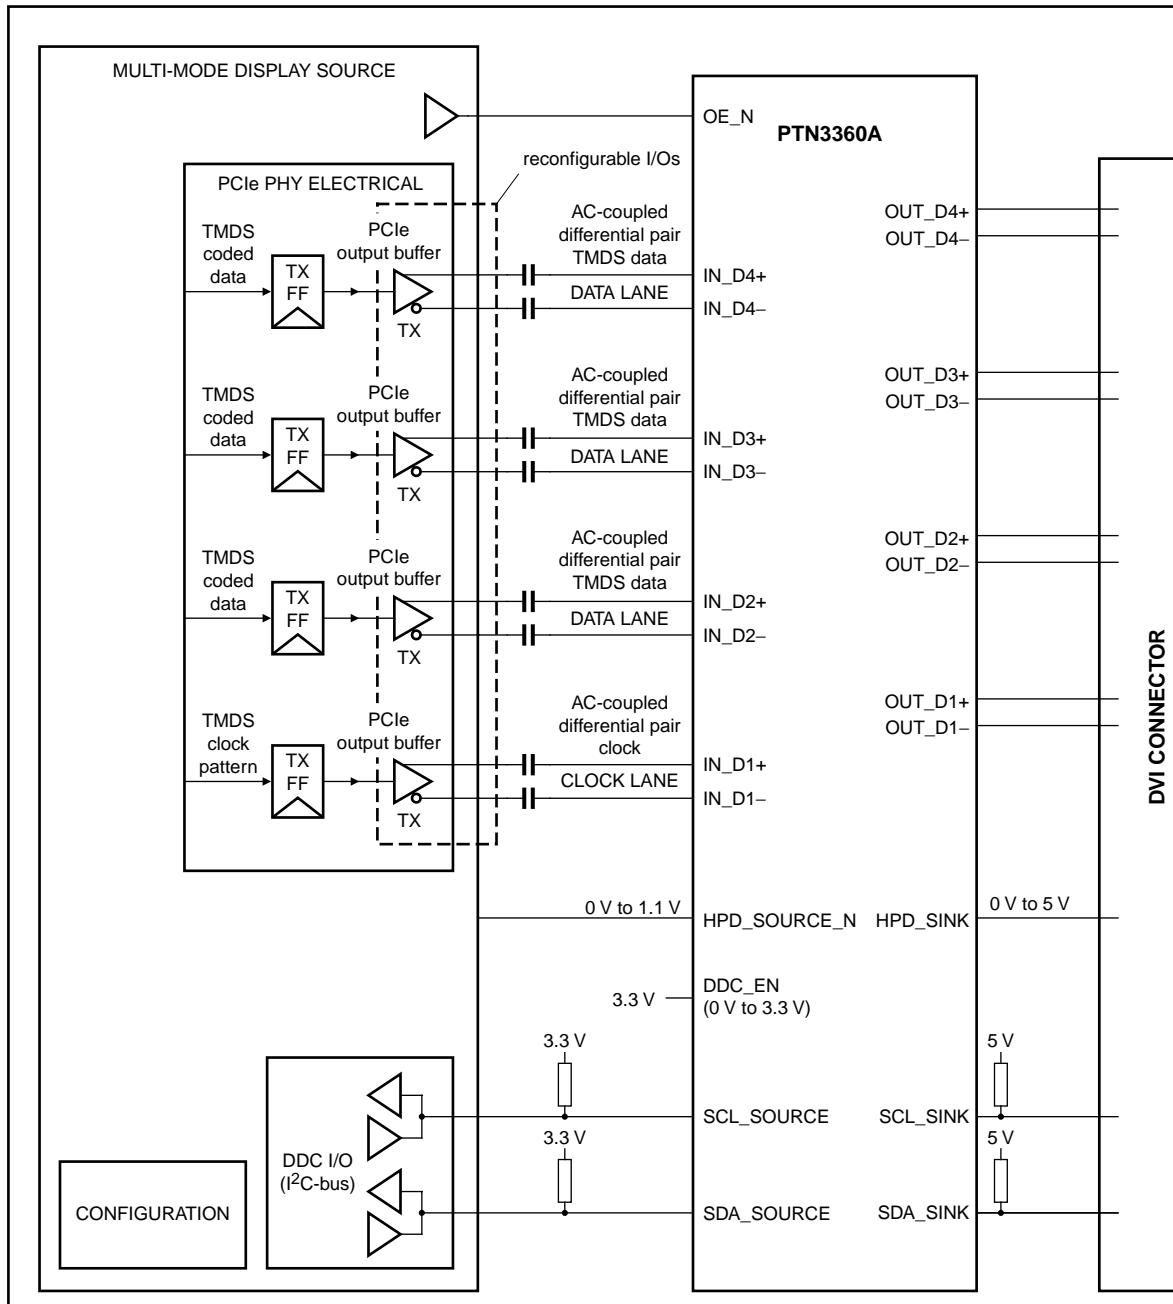 MULTI-MODE DISPLAY SOURCE
OE_N
PTN3360A
reconfigurable I/Os
PCIe PHY ELECTRICAL
TMDS
coded
data
TX
FF
PCIe
output buffer
TX
AC-coupled
differential pair
TMDS data
DATA LANE
IN_D4+
IN_D4−
OUT_D4+
OUT_D4−
TMDS
coded
data
TX
FF
PCIe
output buffer
TX
AC-coupled
differential pair
TMDS data
DATA LANE
IN_D3+
IN_D3−
OUT_D3+
OUT_D3−
TMDS
coded
data
TX
FF
PCIe
output buffer
TX
AC-coupled
differential pair
TMDS data
DATA LANE
IN_D2+
IN_D2−
OUT_D2+
OUT_D2−
TMDS
clock
pattern
TX
FF
PCIe
output buffer
TX
AC-coupled
differential pair
clock
CLOCK LANE
IN_D1+
IN_D1−
OUT_D1+
OUT_D1−
DVI CONNECTOR
0 V to 1.1 V
HPD_SOURCE_N
HPD_SINK
0 V to 5 V
3.3 V
DDC_EN
(0 V to 3.3 V)
3.3 V
5 V
SCL_SOURCE
SCL_SINK
3.3 V
5 V
DDC I/O
(I²C-bus)
SDA_SOURCE
SDA_SINK
CONFIGURATION